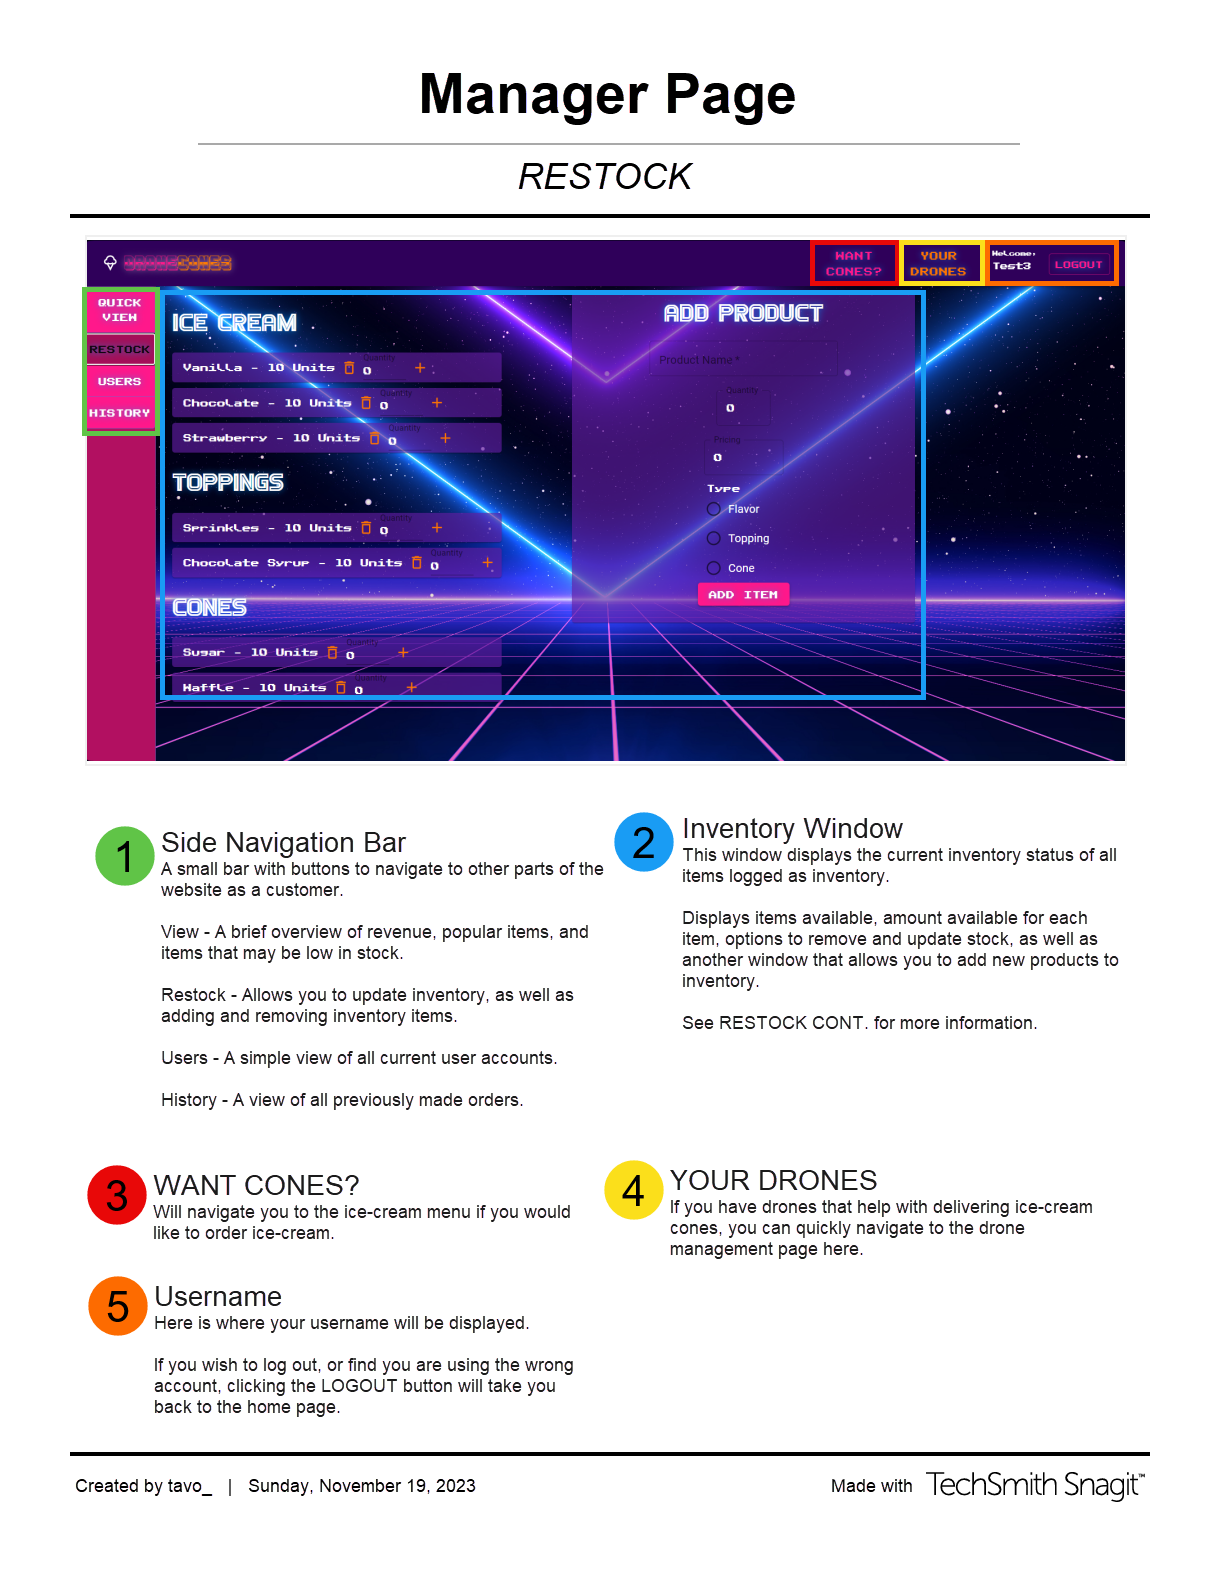 Manager Page
RESTOCK
DRONECONES
WANT
CONES?
YOUR
DRONES
Welcome,
Test3
LOGOUT
QUICK
VIEW
RESTOCK
USERS
HISTORY
ICE CREAM
Vanilla - 10 Units
Quantity
0
+
Chocolate - 10 Units
Quantity
0
+
Strawberry - 10 Units
Quantity
0
+
TOPPINGS
Sprinkles - 10 Units
Quantity
0
+
Chocolate Syrup - 10 Units
Quantity
0
+
CONES
Sugar - 10 Units
Quantity
0
+
Waffle - 10 Units
Quantity
0
+
ADD PRODUCT
Product Name *
Quantity
0
Pricing
0
Type
Flavor
Topping
Cone
ADD ITEM
1
Side Navigation Bar
A small bar with buttons to navigate to other parts of the
website as a customer.
View - A brief overview of revenue, popular items, and
items that may be low in stock.
Restock - Allows you to update inventory, as well as
adding and removing inventory items.
Users - A simple view of all current user accounts.
History - A view of all previously made orders.
2
Inventory Window
This window displays the current inventory status of all
items logged as inventory.
Displays items available, amount available for each
item, options to remove and update stock, as well as
another window that allows you to add new products to
inventory.
See RESTOCK CONT. for more information.
3
WANT CONES?
Will navigate you to the ice-cream menu if you would
like to order ice-cream.
4
YOUR DRONES
If you have drones that help with delivering ice-cream
cones, you can quickly navigate to the drone
management page here.
5
Username
Here is where your username will be displayed.
If you wish to log out, or find you are using the wrong
account, clicking the LOGOUT button will take you
back to the home page.
Created by tavo_ | Sunday, November 19, 2023
Made with TechSmith Snagit™